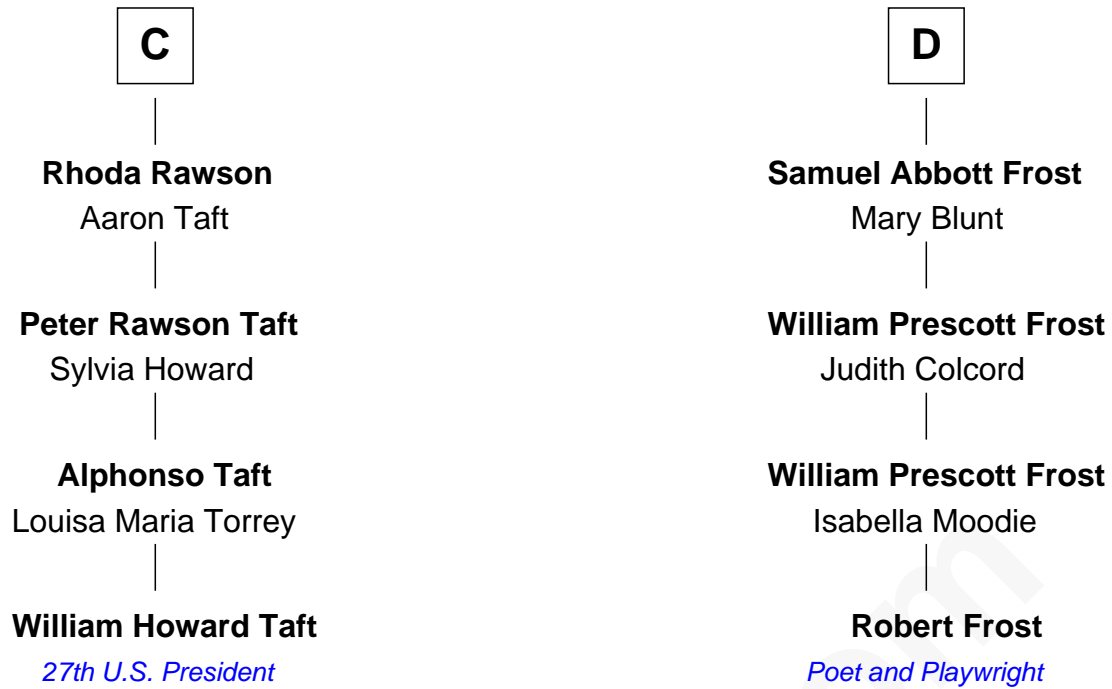 C
Rhoda Rawson
Aaron Taft
Peter Rawson Taft
Sylvia Howard
Alphonso Taft
Louisa Maria Torrey
William Howard Taft
27th U.S. President
D
Samuel Abbott Frost
Mary Blunt
William Prescott Frost
Judith Colcord
William Prescott Frost
Isabella Moodie
Robert Frost
Poet and Playwright